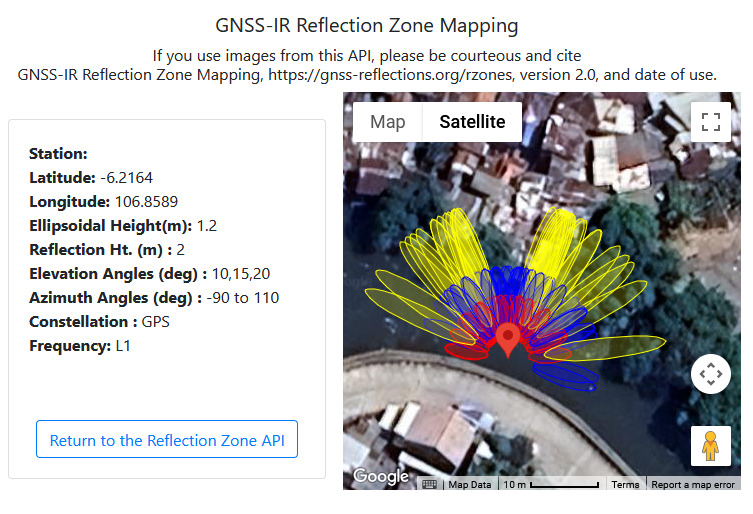 GNSS-IR Reflection Zone Mapping
If you use images from this API, please be courteous and cite
GNSS-IR Reflection Zone Mapping, https://gnss-reflections.org/rzones, version 2.0, and date of use.
Station:
Latitude: -6.2164
Longitude: 106.8589
Ellipsoidal Height(m): 1.2
Reflection Ht. (m) : 2
Elevation Angles (deg) : 10,15,20
Azimuth Angles (deg) : -90 to 110
Constellation : GPS
Frequency: L1
Return to the Reflection Zone API
Map
Satellite
Google
Map Data
10 m
Terms
Report a map error